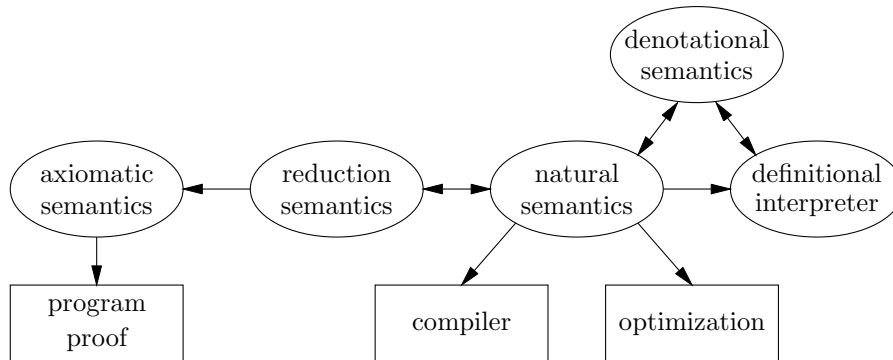 denotational
semantics
axiomatic
semantics
reduction
semantics
natural
semantics
definitional
interpreter
program
proof
compiler
optimization